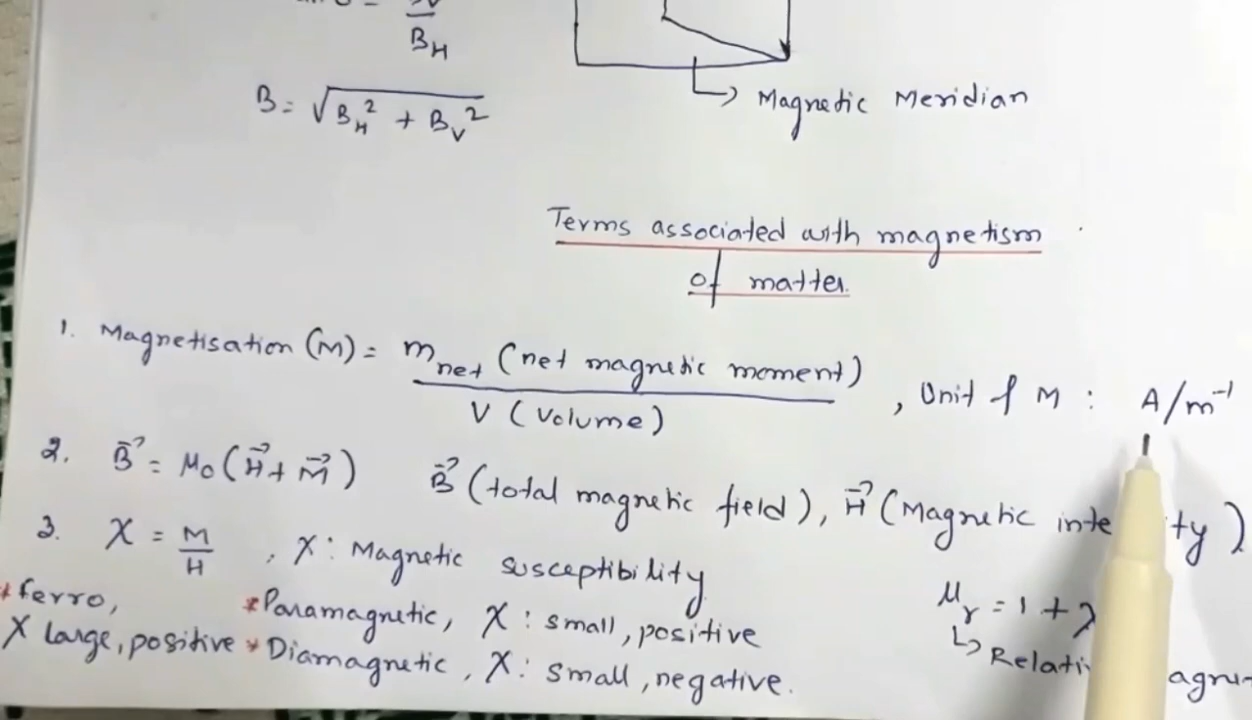 B_H
B = √B_H² + B_V²
Magnetic Meridian
Terms associated with magnetism
of matter.
1. Magnetisation (M) = m_net (net magnetic moment) / V (volume) , Unit of M : A/m⁻¹
2. B⃗ = μ₀(H⃗ + M⃗) B⃗ (total magnetic field), H⃗ (Magnetic inte ty)
3. χ = M/H , χ : Magnetic susceptibility
μ_r = 1 +
*ferro, *Paramagnetic, χ : small, positive
χ large, positive *Diamagnetic, χ : small, negative.